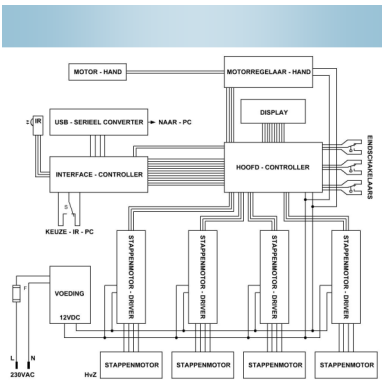 MOTOR - HAND
MOTORREGELAAR - HAND
DISPLAY
IR
USB - SERIEEL CONVERTER
NAAR - PC
INTERFACE - CONTROLLER
HOOFD - CONTROLLER
EINDSCHAKELAARS
S
KEUZE - IR - PC
STAPPENMOTOR - DRIVER
STAPPENMOTOR - DRIVER
STAPPENMOTOR - DRIVER
STAPPENMOTOR - DRIVER
VOEDING
12VDC
F
L
N
230VAC
HvZ
STAPPENMOTOR
STAPPENMOTOR
STAPPENMOTOR
STAPPENMOTOR